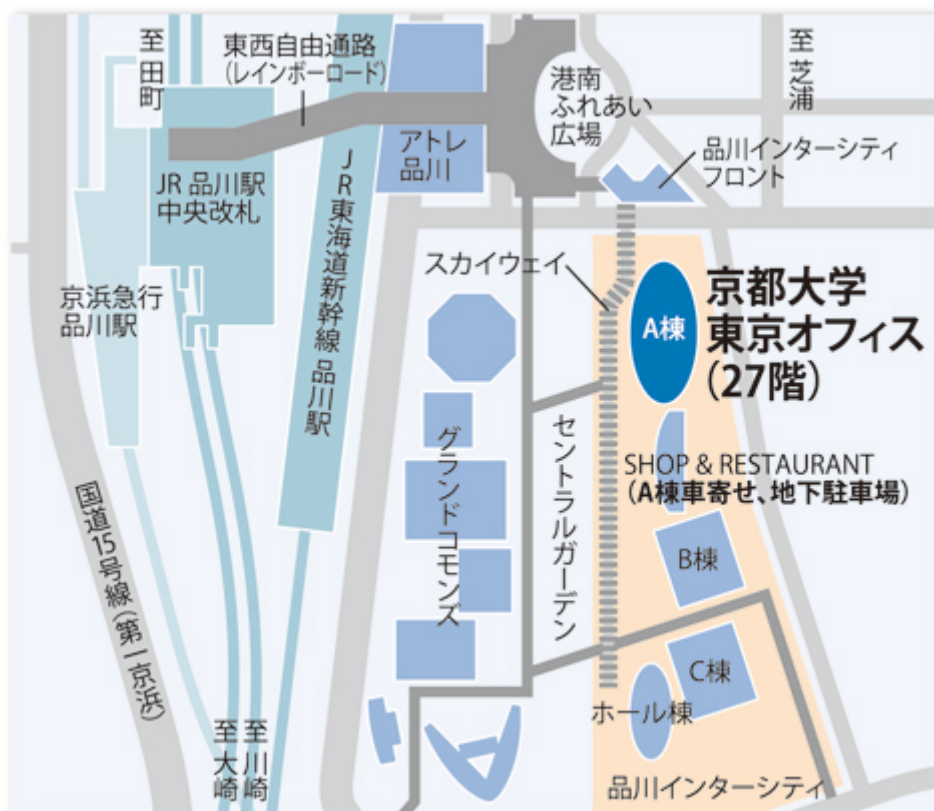 至田町
東西自由通路
(レインボーロード)
港南
ふれあい
広場
至芝浦
アトレ
品川
品川インターシティ
フロント
JR 品川駅
中央改札
JR東海道新幹線 品川駅
スカイウェイ
京浜急行
品川駅
A棟
京都大学
東京オフィス
(27階)
グランドコモンズ
セントラルガーデン
SHOP & RESTAURANT
(A棟車寄せ、地下駐車場)
国道15号線(第一京浜)
B棟
C棟
ホール棟
至大崎
至川崎
品川インターシティ